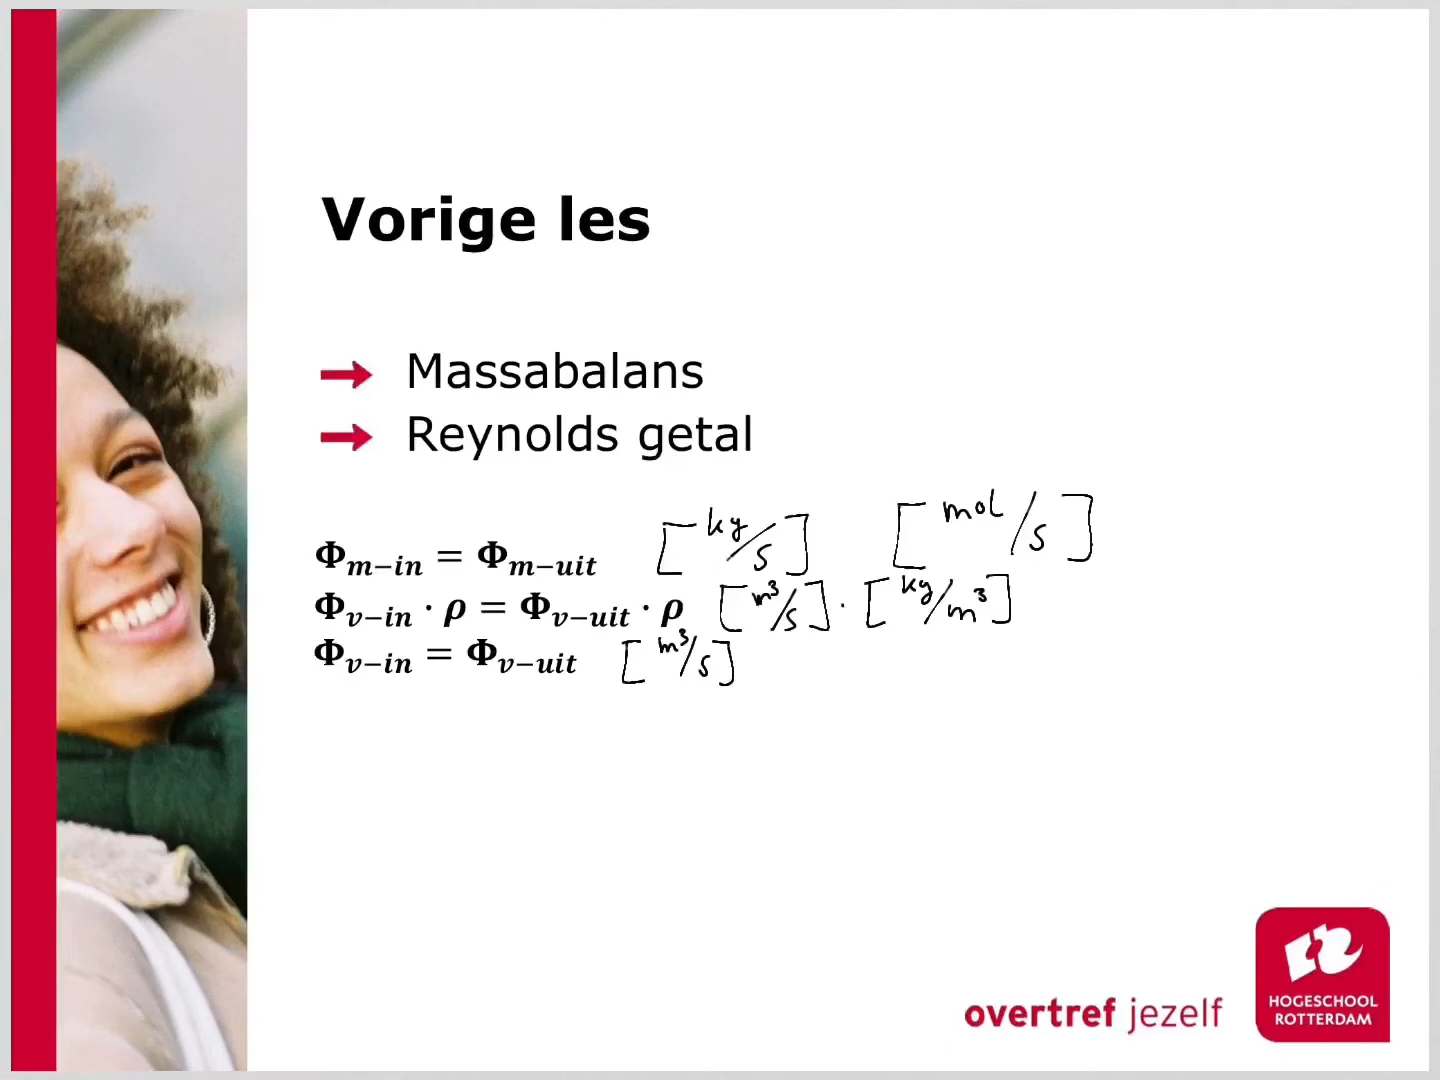 Vorige les
Massabalans
Reynolds getal
Φm−in = Φm−uit [kg/s] [mol/s]
Φv−in · ρ = Φv−uit · ρ [m³/s] · [kg/m³]
Φv−in = Φv−uit [m³/s]
overtref jezelf
HOGESCHOOL
ROTTERDAM